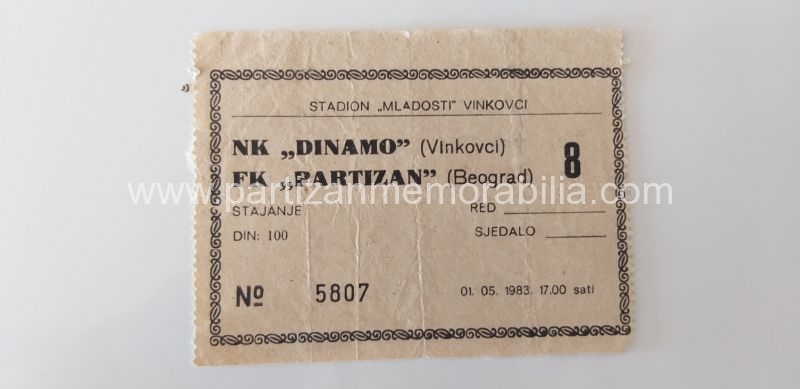 STADION „MLADOSTI" VINKOVCI
NK „DINAMO" (Vinkovci)
8
FK „PARTIZAN" (Beograd)
www.partizanmemorabilia.com
STAJANJE RED
DIN: 100 SJEDALO
№ 5807 01. 05. 1983. 17.00 sati